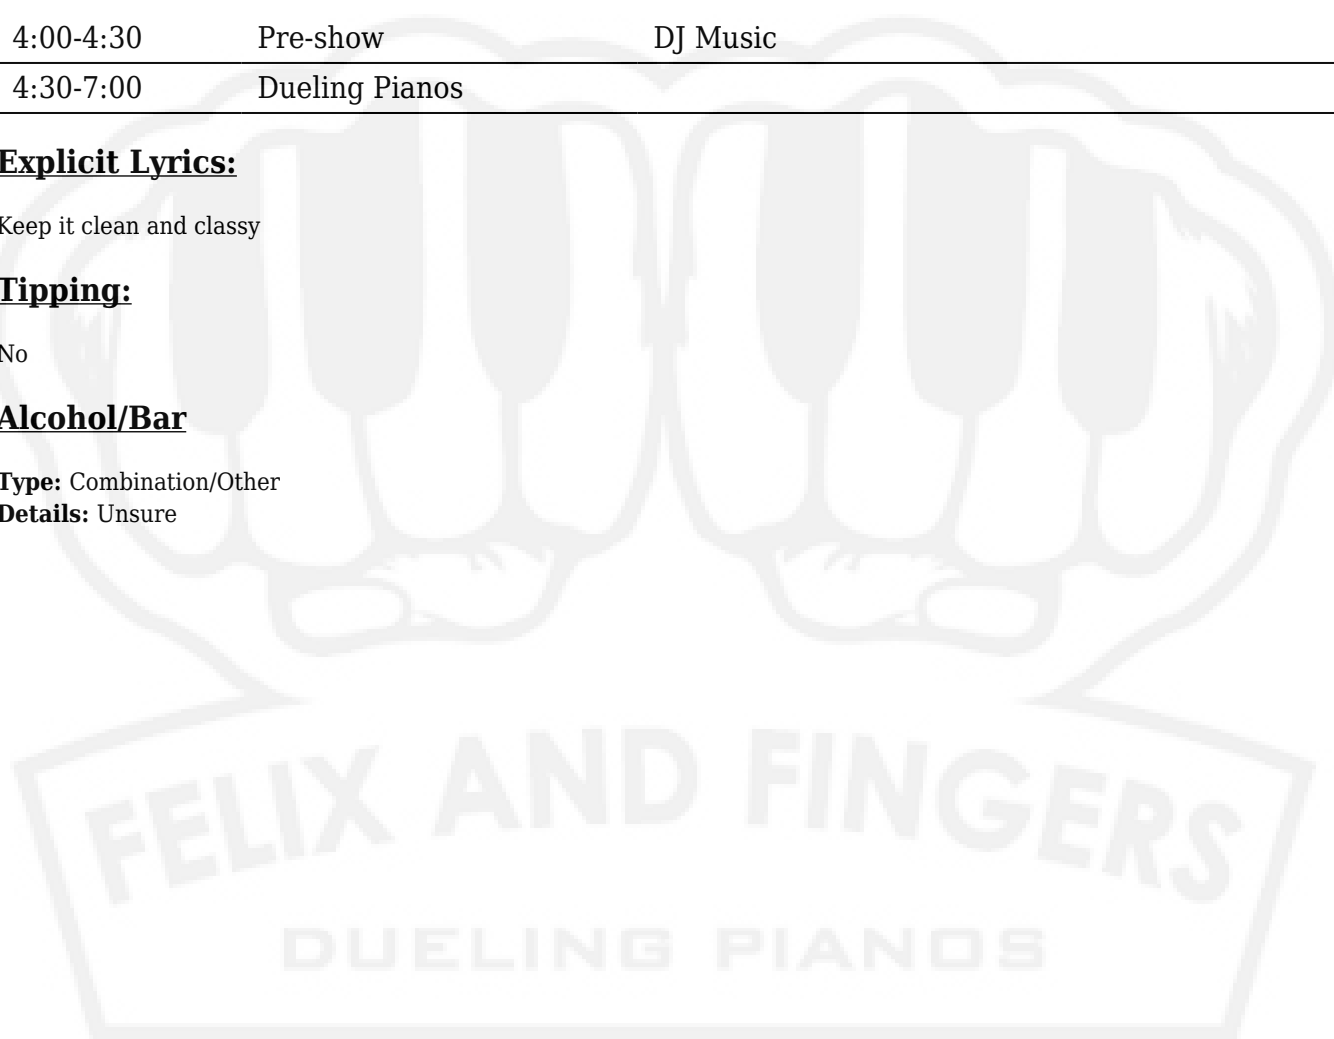 4:00-4:30 Pre-show DJ Music
4:30-7:00 Dueling Pianos
Explicit Lyrics:
Keep it clean and classy
Tipping:
No
Alcohol/Bar
Type: Combination/Other
Details: Unsure
FELIX AND FINGERS
DUELING PIANOS